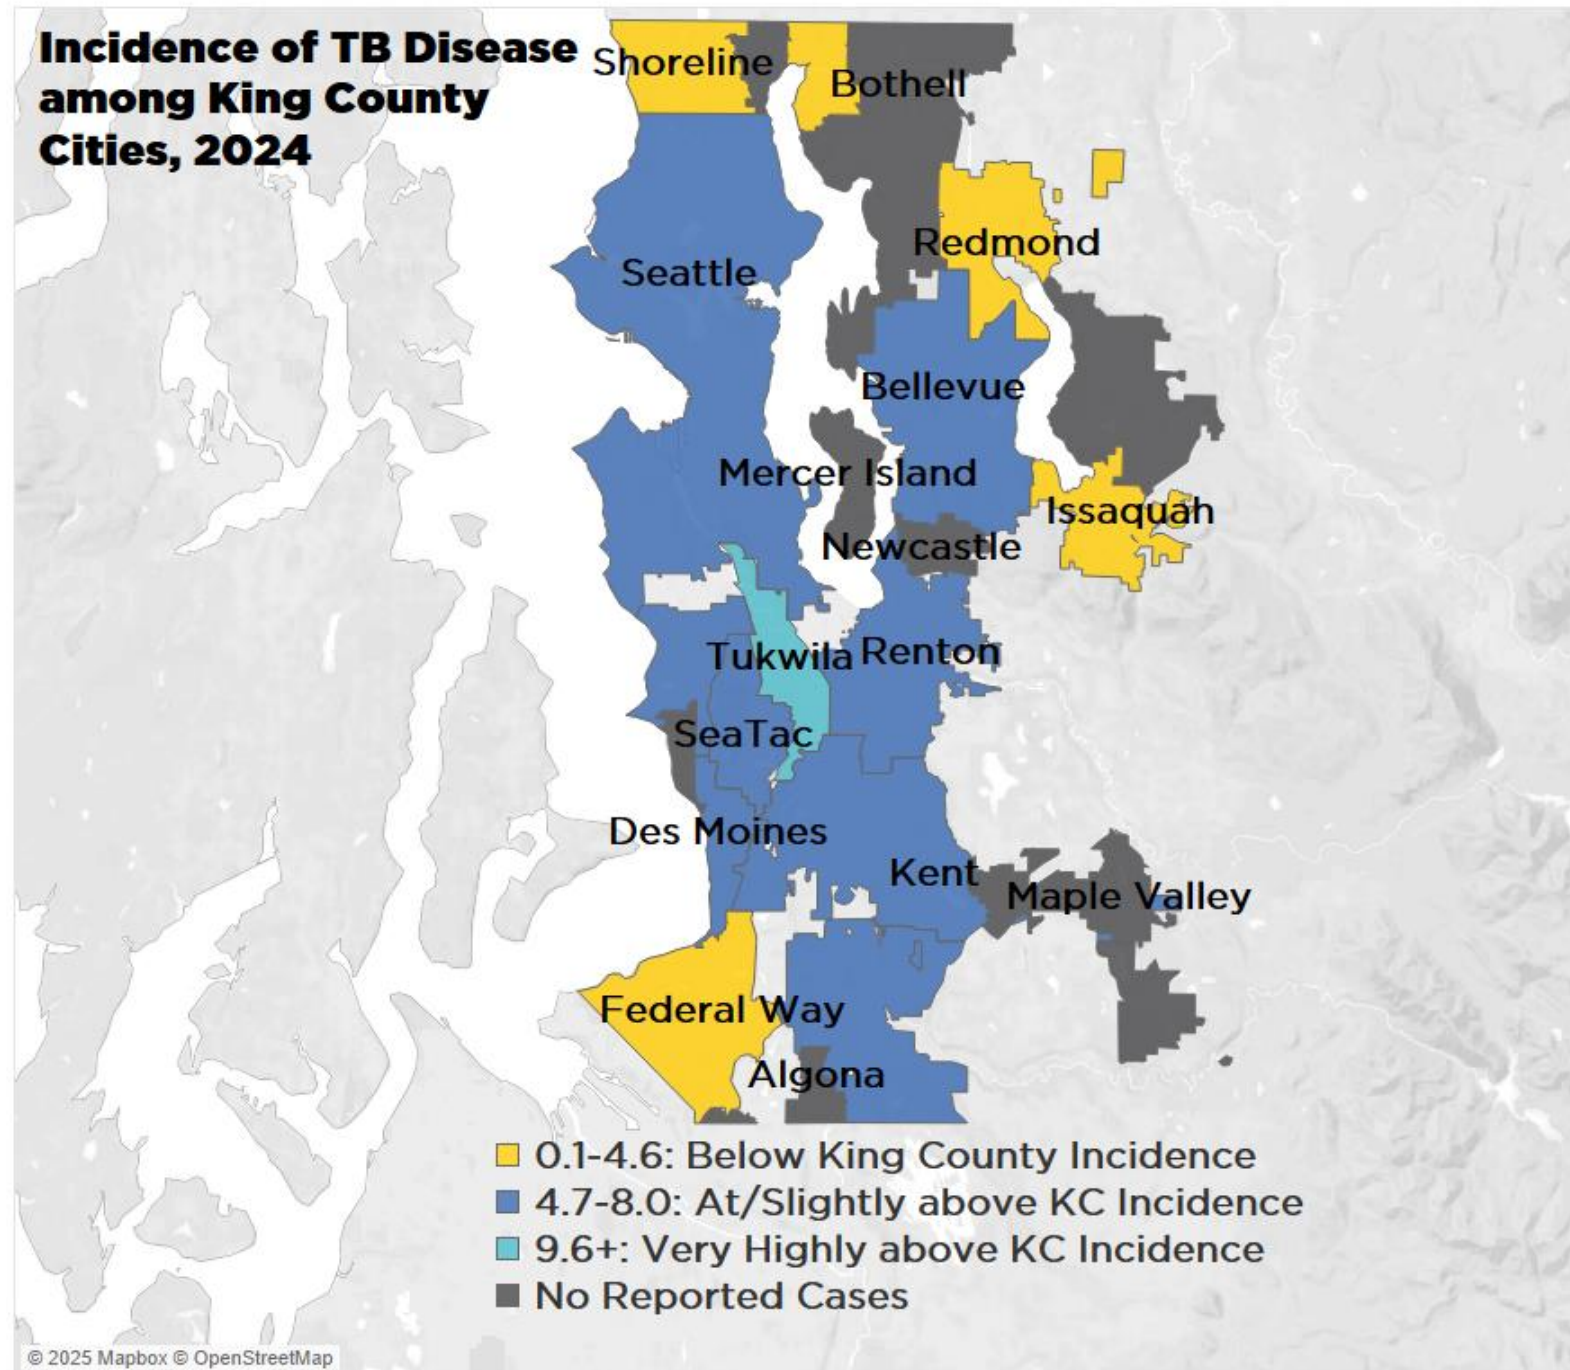 Incidence of TB Disease
among King County
Cities, 2024
Shoreline
Bothell
Redmond
Seattle
Bellevue
Mercer Island
Issaquah
Newcastle
Tukwila
Renton
SeaTac
Des Moines
Kent
Maple Valley
Federal Way
Algona
0.1-4.6: Below King County Incidence
4.7-8.0: At/Slightly above KC Incidence
9.6+: Very Highly above KC Incidence
No Reported Cases
© 2025 Mapbox © OpenStreetMap